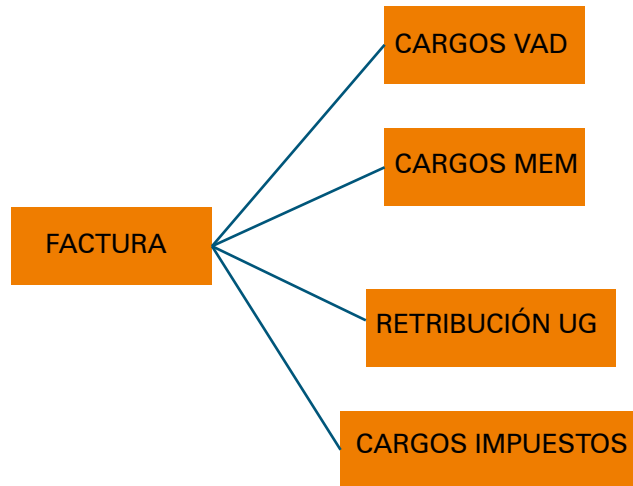 CARGOS VAD
CARGOS MEM
FACTURA
RETRIBUCIÓN UG
CARGOS IMPUESTOS